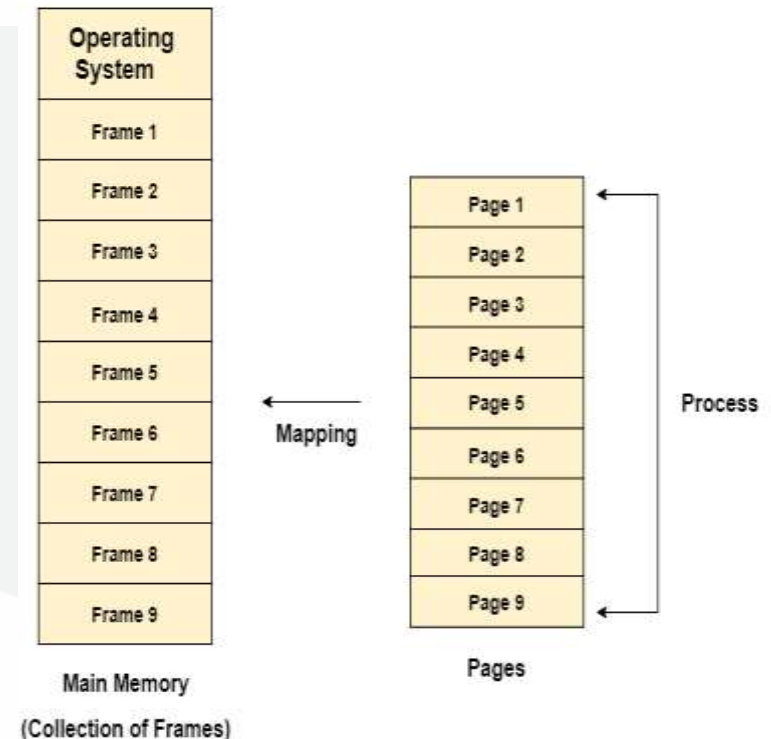 Operating
System
Frame 1
Frame 2
Frame 3
Frame 4
Frame 5
Frame 6
Frame 7
Frame 8
Frame 9
Main Memory
(Collection of Frames)
Mapping
Page 1
Page 2
Page 3
Page 4
Page 5
Page 6
Page 7
Page 8
Page 9
Pages
Process